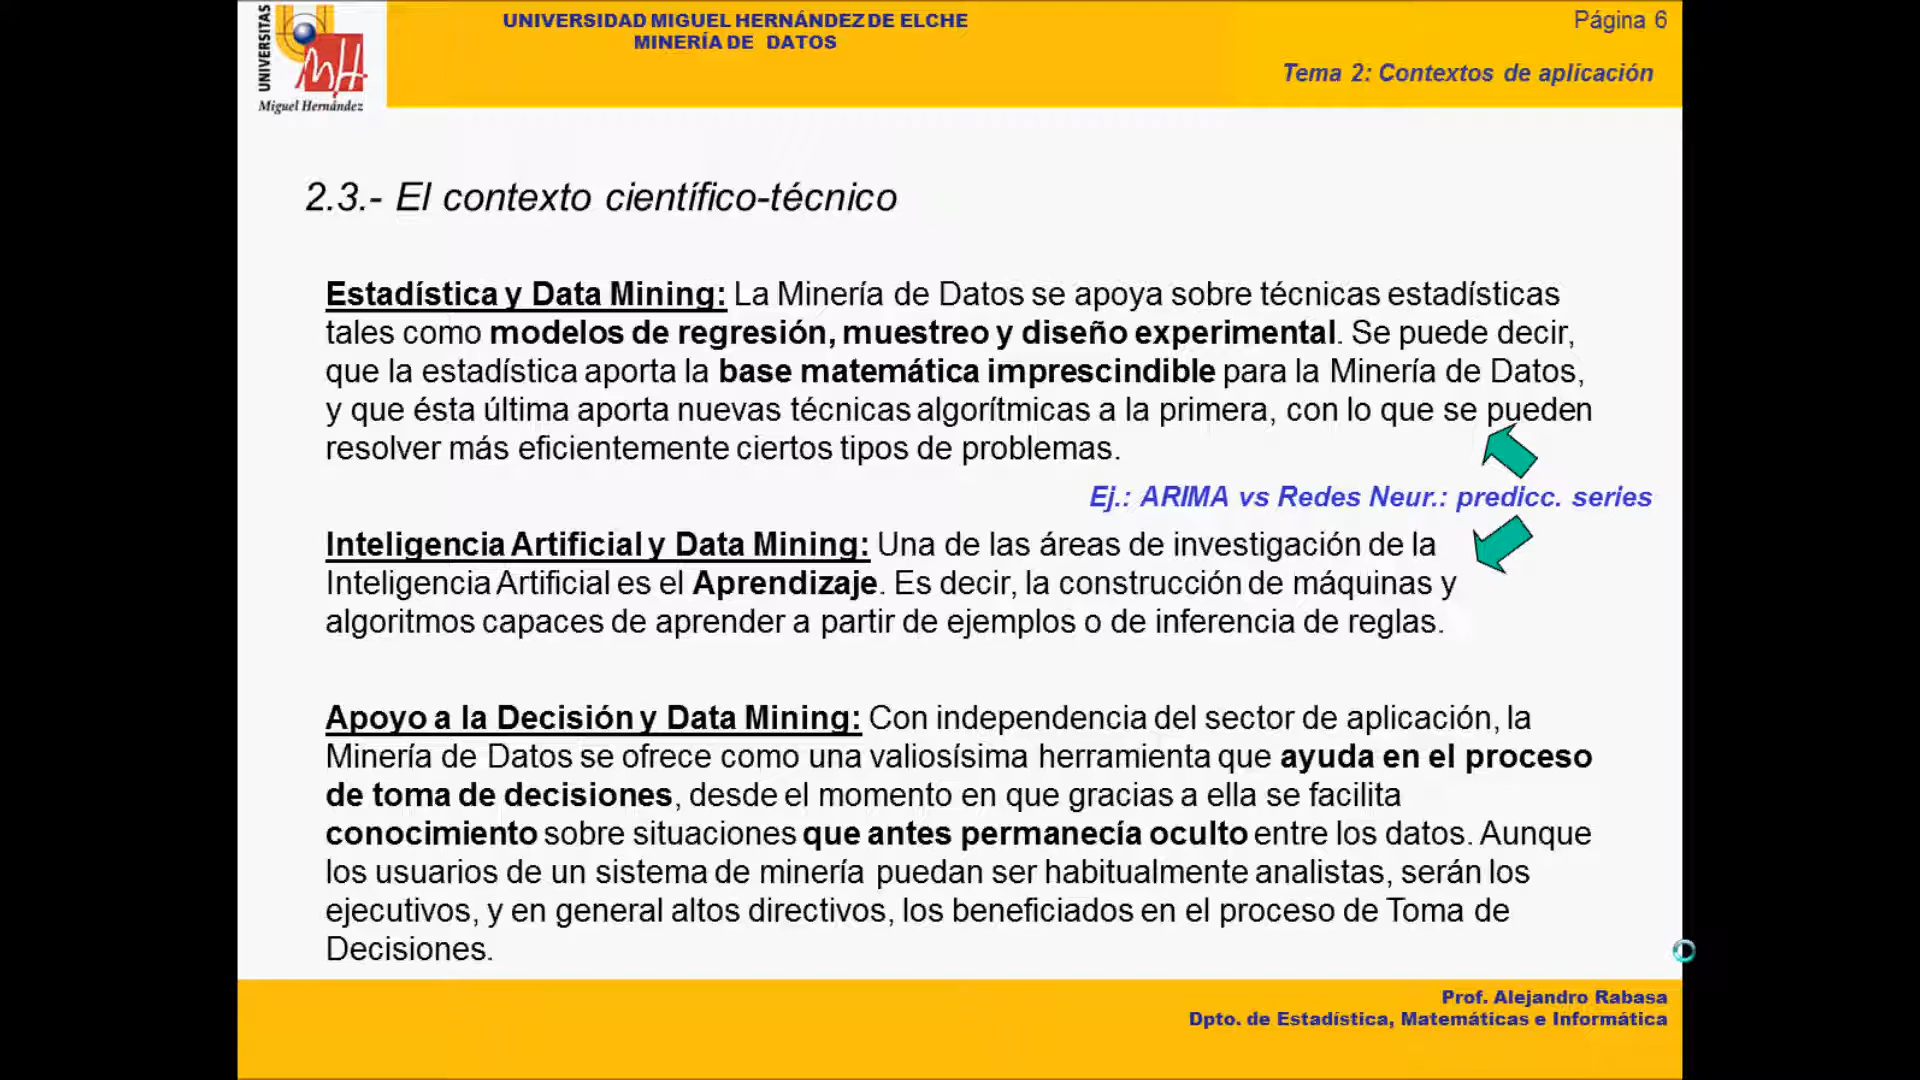 UNIVERSITAS
Miguel Hernández
UNIVERSIDAD MIGUEL HERNÁNDEZ DE ELCHE
MINERÍA DE DATOS
Página 6
Tema 2: Contextos de aplicación
2.3.- El contexto científico-técnico
Estadística y Data Mining: La Minería de Datos se apoya sobre técnicas estadísticas
tales como modelos de regresión, muestreo y diseño experimental. Se puede decir,
que la estadística aporta la base matemática imprescindible para la Minería de Datos,
y que ésta última aporta nuevas técnicas algorítmicas a la primera, con lo que se pueden
resolver más eficientemente ciertos tipos de problemas.
Ej.: ARIMA vs Redes Neur.: predicc. series
Inteligencia Artificial y Data Mining: Una de las áreas de investigación de la
Inteligencia Artificial es el Aprendizaje. Es decir, la construcción de máquinas y
algoritmos capaces de aprender a partir de ejemplos o de inferencia de reglas.
Apoyo a la Decisión y Data Mining: Con independencia del sector de aplicación, la
Minería de Datos se ofrece como una valiosísima herramienta que ayuda en el proceso
de toma de decisiones, desde el momento en que gracias a ella se facilita
conocimiento sobre situaciones que antes permanecía oculto entre los datos. Aunque
los usuarios de un sistema de minería puedan ser habitualmente analistas, serán los
ejecutivos, y en general altos directivos, los beneficiados en el proceso de Toma de
Decisiones.
Prof. Alejandro Rabasa
Dpto. de Estadística, Matemáticas e Informática